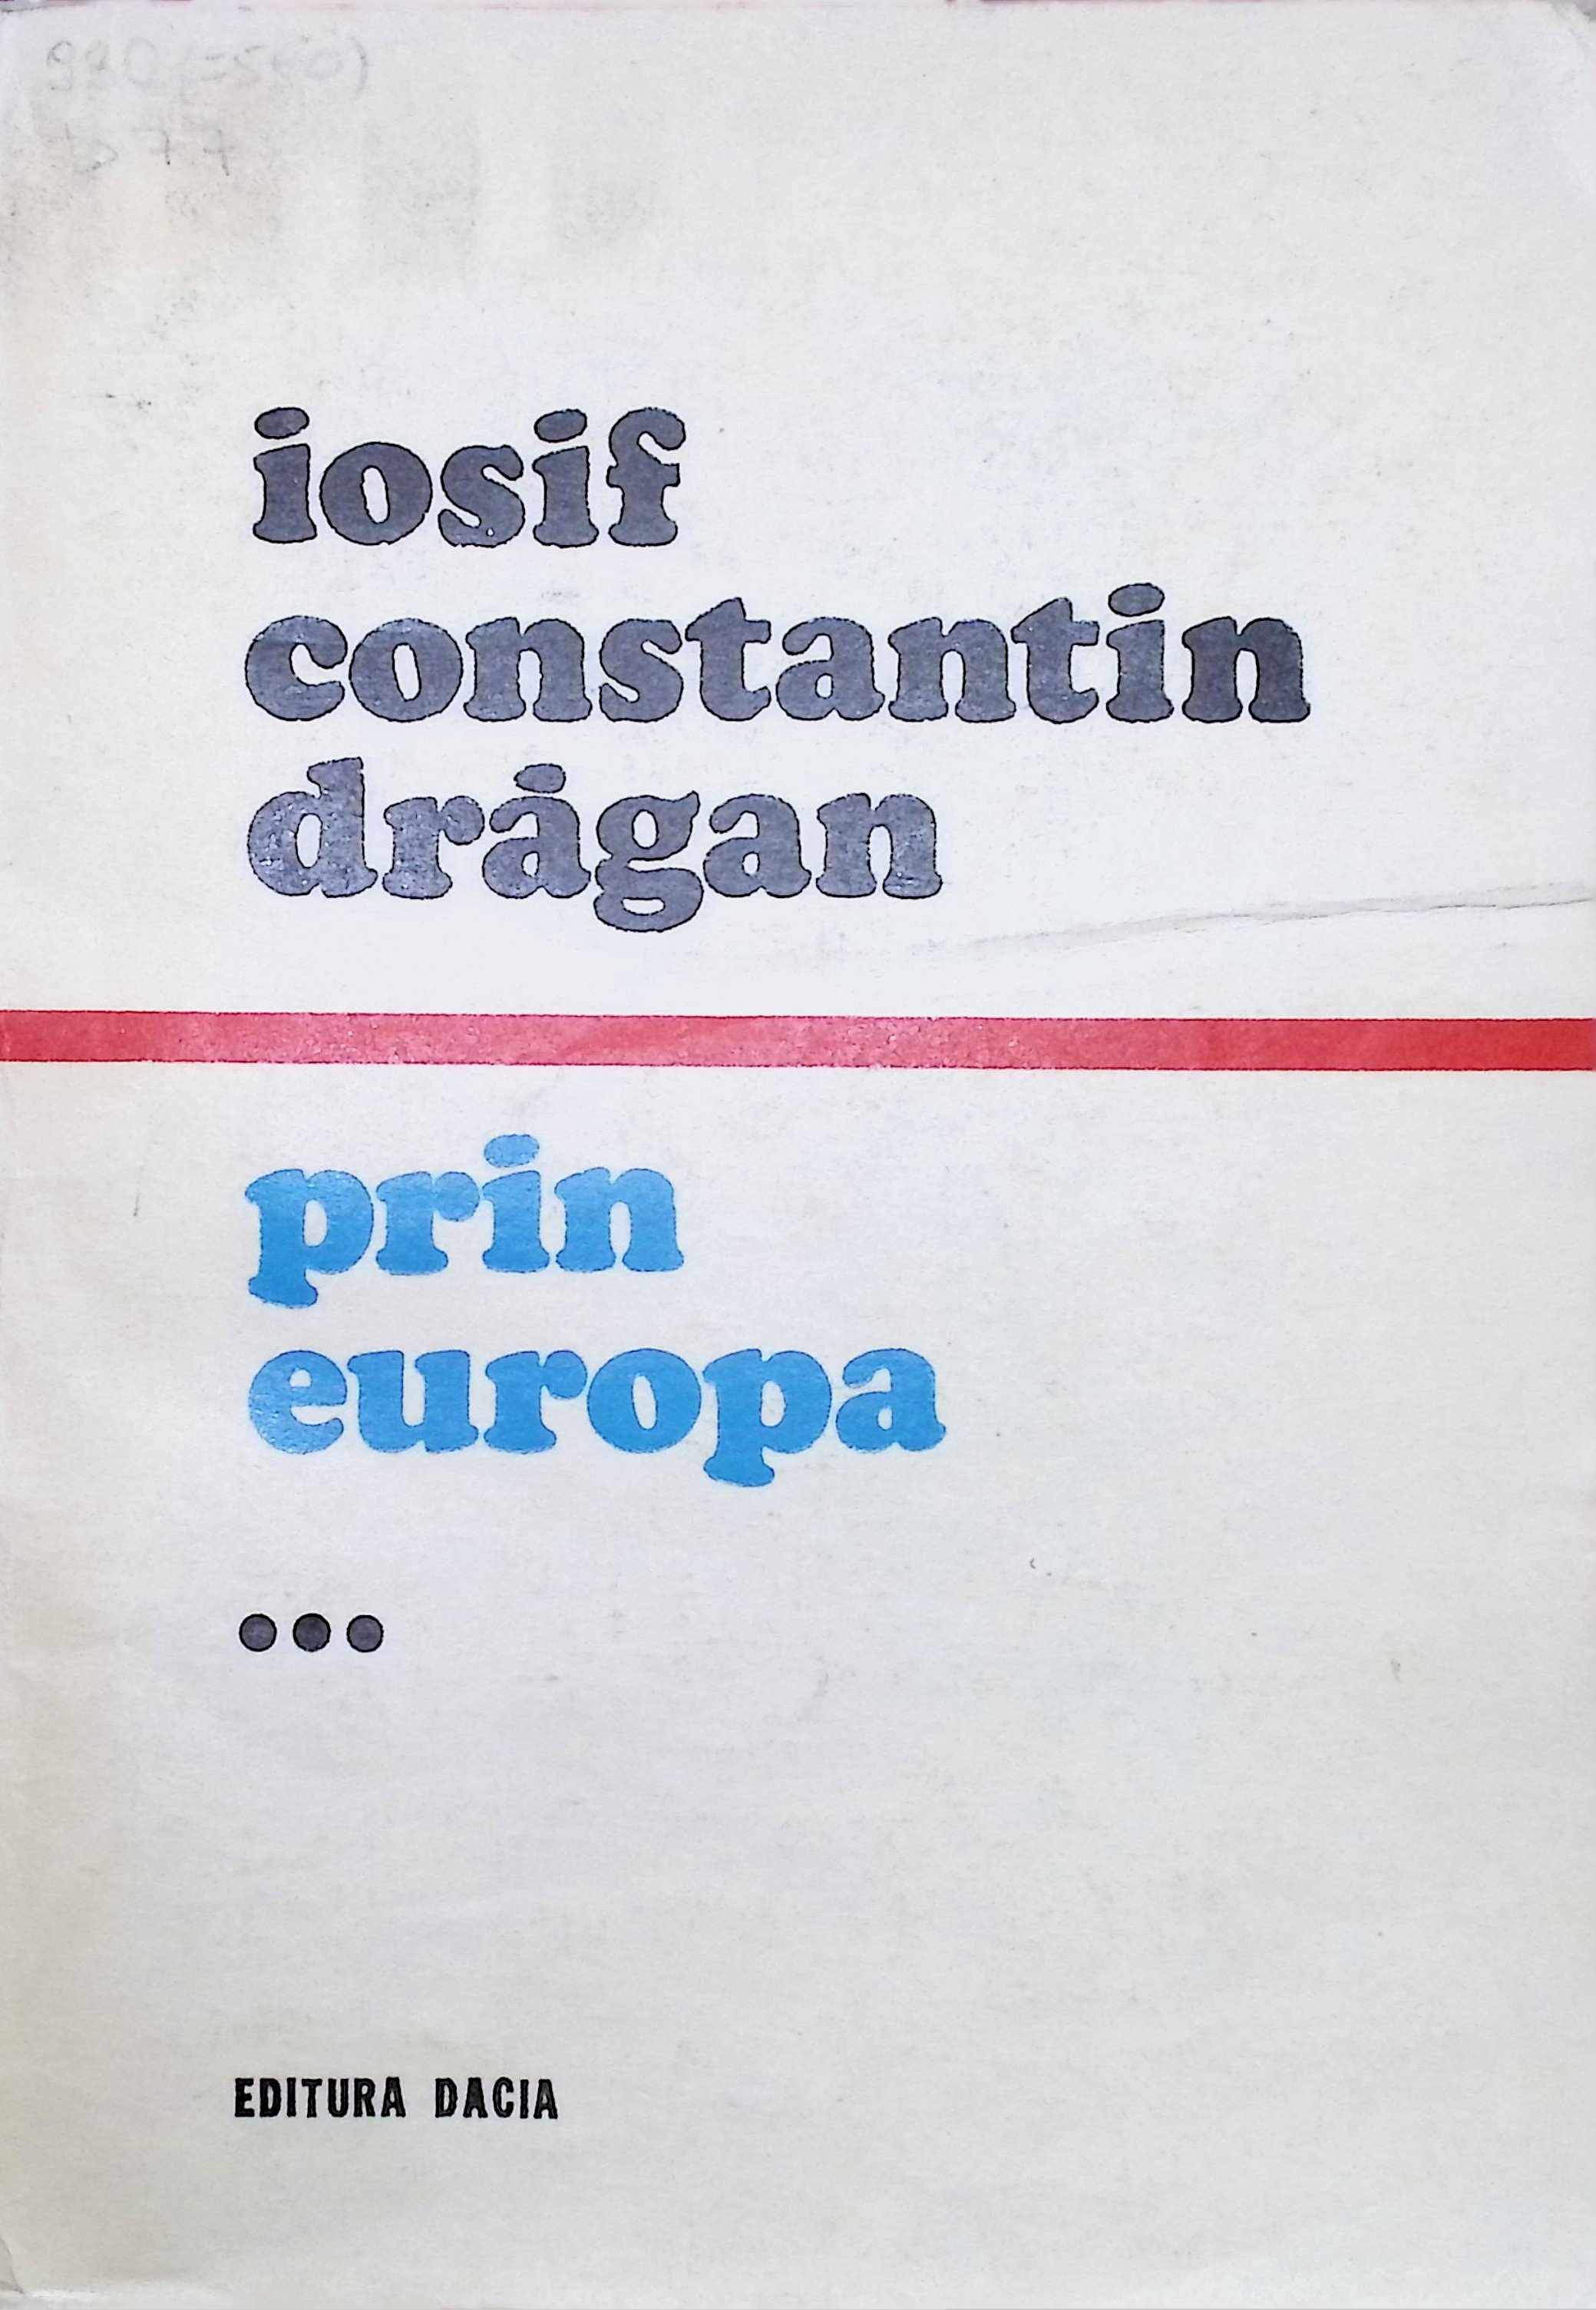 iosif
constantin
drăgan
prin
europa
•••
EDITURA DACIA